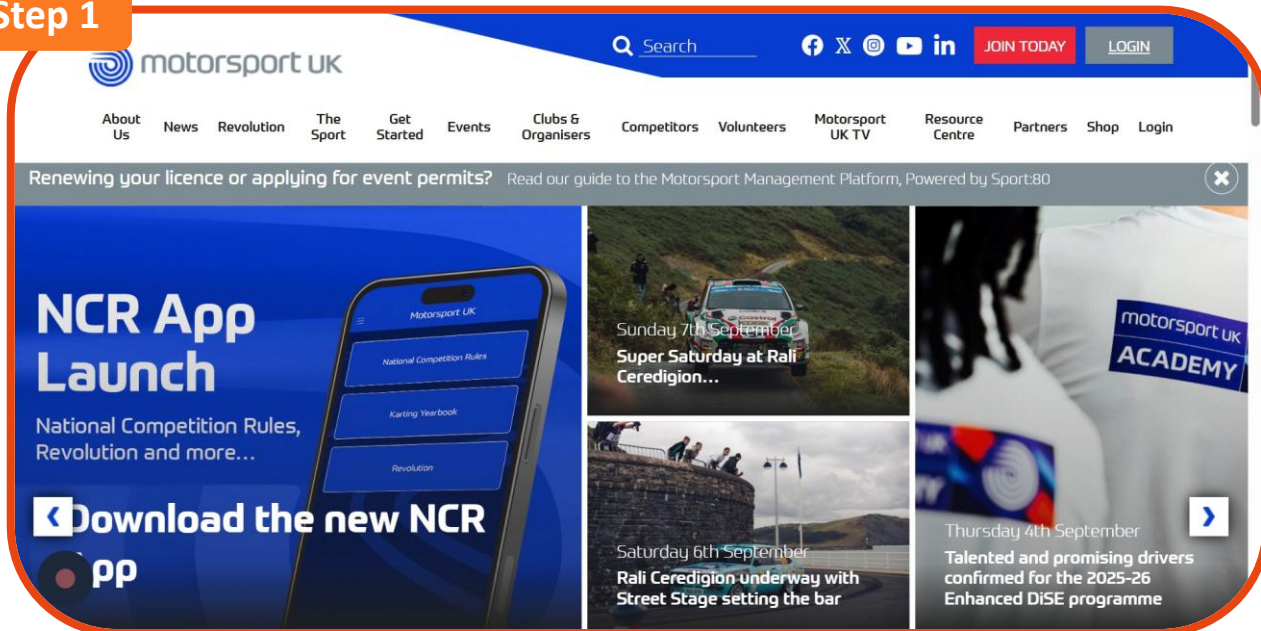 Step 1
motorsport UK
Search
JOIN TODAY
LOGIN
About Us
News
Revolution
The Sport
Get Started
Events
Clubs & Organisers
Competitors
Volunteers
Motorsport UK TV
Resource Centre
Partners
Shop
Login
Renewing your licence or applying for event permits? Read our guide to the Motorsport Management Platform, Powered by Sport:80
NCR App
Launch
National Competition Rules,
Revolution and more...
Download the new NCR
Motorsport UK
National Competition Rules
Karting Yearbook
Revolution
Sunday 7th September
Super Saturday at Rali
Ceredigion...
Saturday 6th September
Rali Ceredigion underway with
Street Stage setting the bar
motorsport UK
ACADEMY
Thursday 4th September
Talented and promising drivers
confirmed for the 2025-26
Enhanced DiSE programme